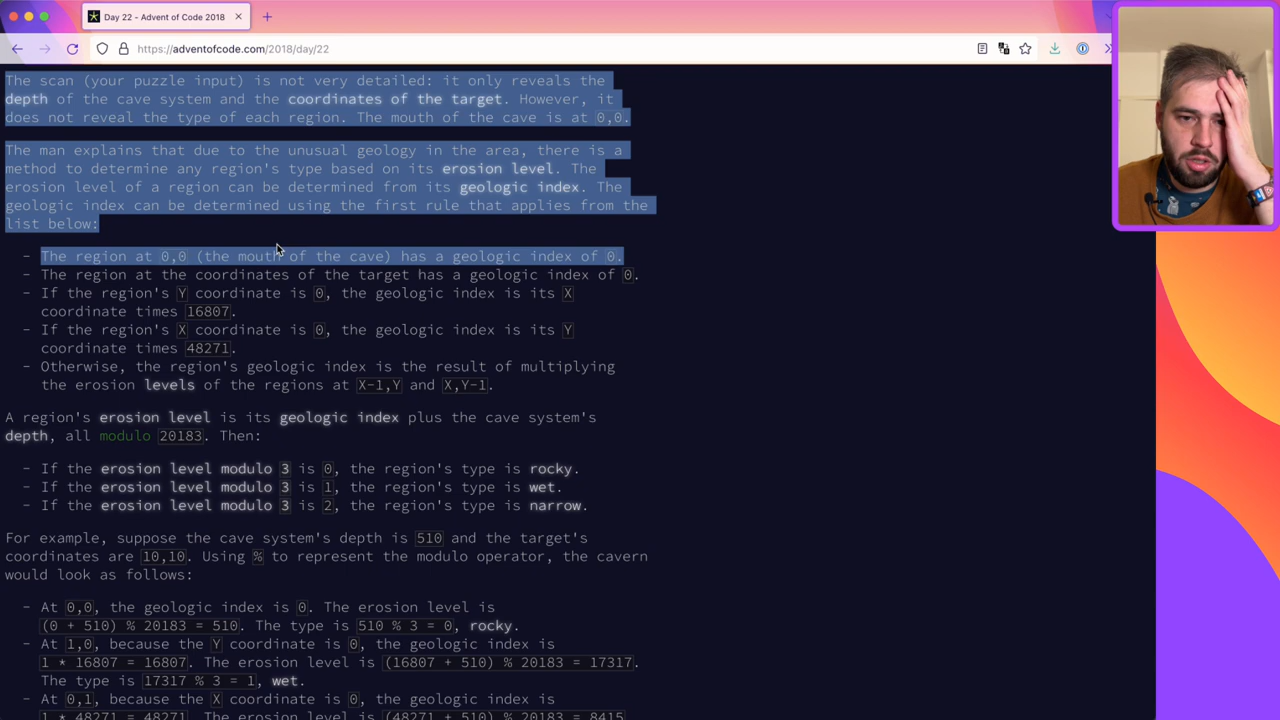 Day 22 - Advent of Code 2018
https://adventofcode.com/2018/day/22
The scan (your puzzle input) is not very detailed: it only reveals the
depth of the cave system and the coordinates of the target. However, it
does not reveal the type of each region. The mouth of the cave is at 0,0.
The man explains that due to the unusual geology in the area, there is a
method to determine any region's type based on its erosion level. The
erosion level of a region can be determined from its geologic index. The
geologic index can be determined using the first rule that applies from the
list below:
- The region at 0,0 (the mouth of the cave) has a geologic index of 0.
- The region at the coordinates of the target has a geologic index of 0.
- If the region's Y coordinate is 0, the geologic index is its X
coordinate times 16807.
- If the region's X coordinate is 0, the geologic index is its Y
coordinate times 48271.
- Otherwise, the region's geologic index is the result of multiplying
the erosion levels of the regions at X-1,Y and X,Y-1.
A region's erosion level is its geologic index plus the cave system's
depth, all modulo 20183. Then:
- If the erosion level modulo 3 is 0, the region's type is rocky.
- If the erosion level modulo 3 is 1, the region's type is wet.
- If the erosion level modulo 3 is 2, the region's type is narrow.
For example, suppose the cave system's depth is 510 and the target's
coordinates are 10,10. Using % to represent the modulo operator, the cavern
would look as follows:
- At 0,0, the geologic index is 0. The erosion level is
(0 + 510) % 20183 = 510. The type is 510 % 3 = 0, rocky.
- At 1,0, because the Y coordinate is 0, the geologic index is
1 * 16807 = 16807. The erosion level is (16807 + 510) % 20183 = 17317.
The type is 17317 % 3 = 1, wet.
- At 0,1, because the X coordinate is 0, the geologic index is
1 * 48271 = 48271. The erosion level is (48271 + 510) % 20183 = 8415.